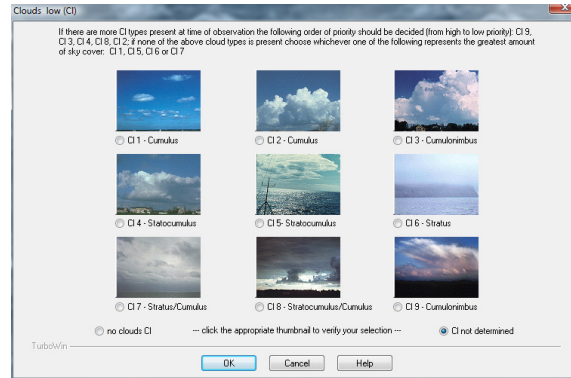 Clouds low (Cl)
If there are more Cl types present at time of observation the following order of priority should be decided (from high to low priority): Cl 9,
Cl 3, Cl 4, Cl 8, Cl 2; if none of the above cloud types is present choose whichever one of the following represents the greatest amount
of sky cover: Cl 1, Cl 5, Cl 6 or Cl 7
Cl 1 - Cumulus
Cl 2 - Cumulus
Cl 3 - Cumulonimbus
Cl 4 - Statocumulus
Cl 5- Stratocumulus
Cl 6 - Stratus
Cl 7 - Stratus/Cumulus
Cl 8 - Stratocumulus/Cumulus
Cl 9 - Cumulonimbus
no clouds Cl
--- click the appropriate thumbnail to verify your selection ---
Cl not determined
TurboWin
OK
Cancel
Help